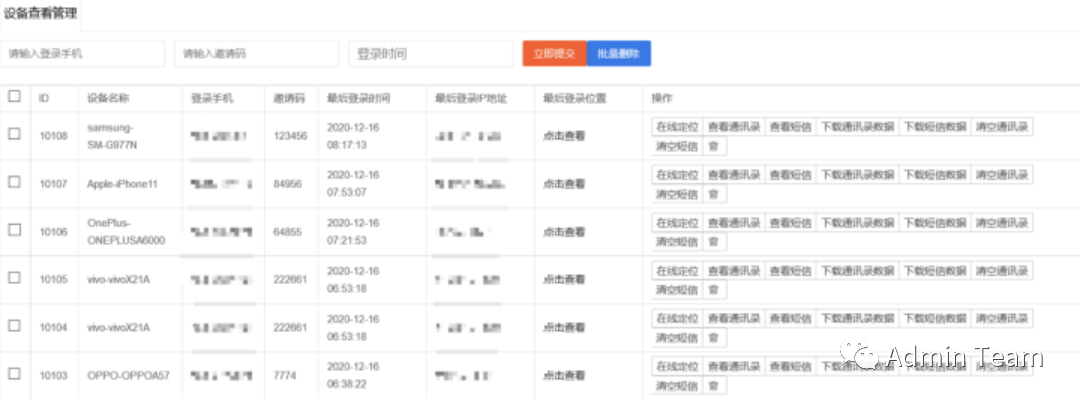 设备查看管理
请输入登录手机 请输入邀请码 登录时间 立即提交 批量删除
ID 设备名称 登录手机 邀请码 最后登录时间 最后登录IP地址 最后登录位置 操作
10108 samsung-SM-G977N 123456 2020-12-16 08:17:13 点击查看 在线定位 查看通讯录 查看短信 下载通讯录数据 下载短信数据 清空通讯录
清空短信
10107 Apple-iPhone11 84956 2020-12-16 07:53:07 点击查看 在线定位 查看通讯录 查看短信 下载通讯录数据 下载短信数据 清空通讯录
清空短信
10106 OnePlus-ONEPLUSA6000 64855 2020-12-16 07:21:53 点击查看 在线定位 查看通讯录 查看短信 下载通讯录数据 下载短信数据 清空通讯录
清空短信
10105 vivo-vivoX21A 222661 2020-12-16 06:53:18 点击查看 在线定位 查看通讯录 查看短信 下载通讯录数据 下载短信数据 清空通讯录
清空短信
10104 vivo-vivoX21A 222661 2020-12-16 06:53:18 点击查看 在线定位 查看通讯录 查看短信 下载通讯录数据 下载短信数据 清空通讯录
清空短信
10103 OPPO-OPPOA57 7774 2020-12-16 06:38:22 点击查看 在线定位 查看通讯录 查看短信 下载通讯录数据 下载短信数据 清空通讯录
清空短信
Admin Team